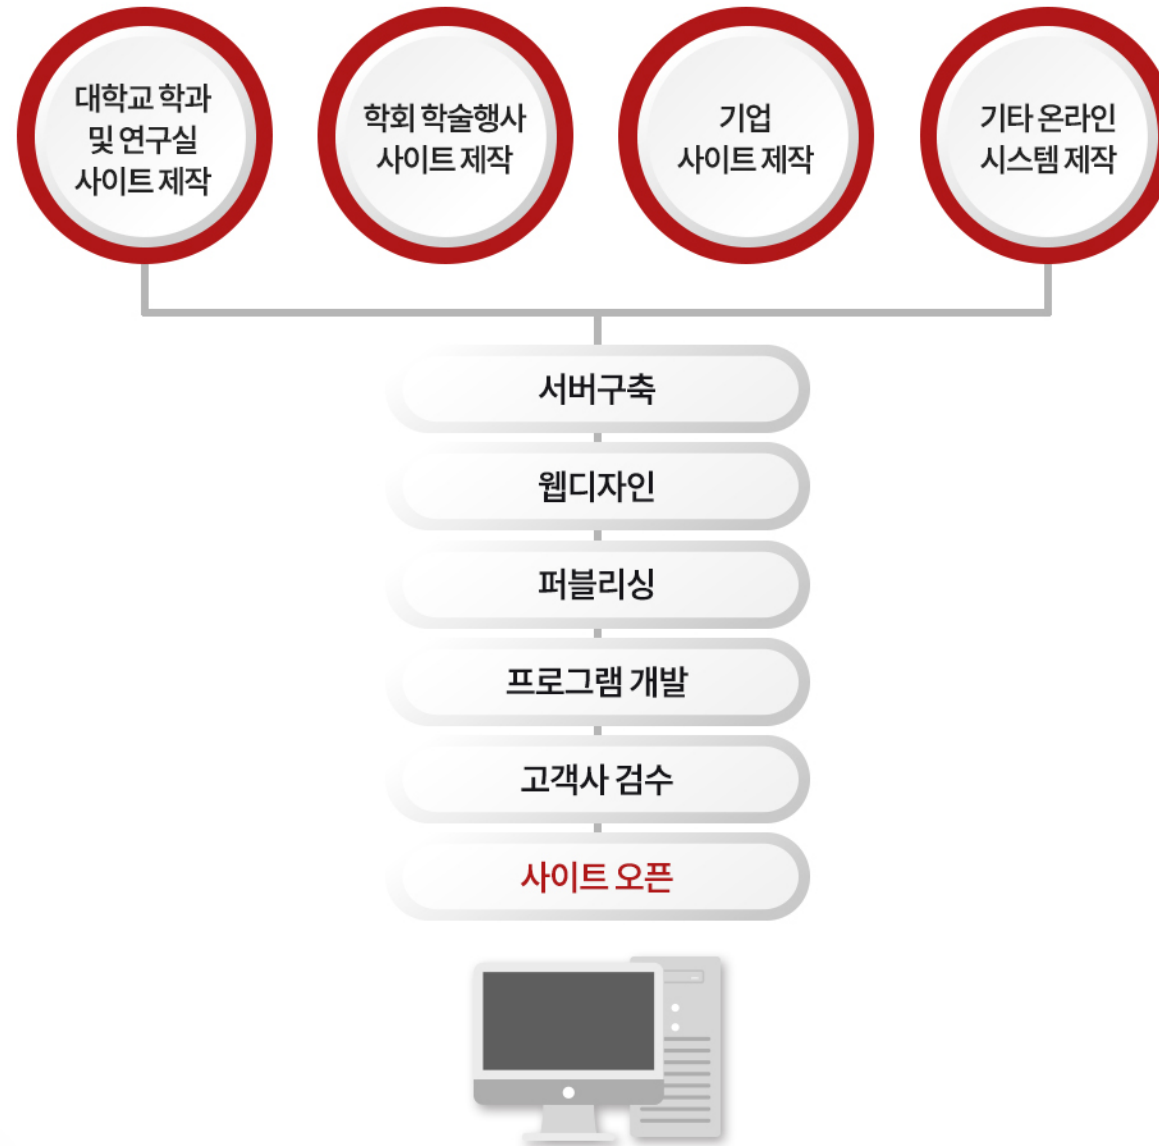 대학교 학과
및 연구실
사이트 제작
학회 학술행사
사이트 제작
기업
사이트 제작
기타 온라인
시스템 제작
서버구축
웹디자인
퍼블리싱
프로그램 개발
고객사 검수
사이트 오픈